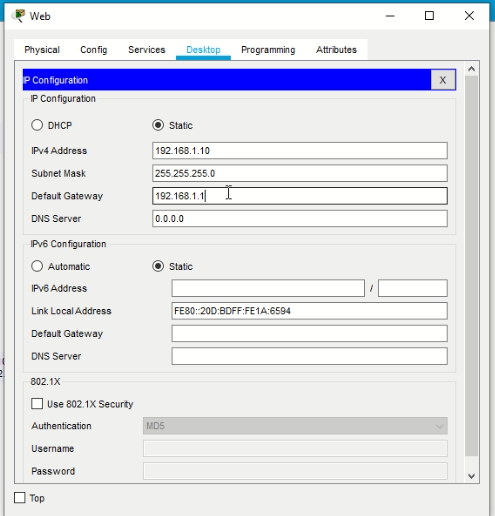 Web
Physical Config Services Desktop Programming Attributes
IP Configuration X
IP Configuration
DHCP Static
IPv4 Address 192.168.1.10
Subnet Mask 255.255.255.0
Default Gateway 192.168.1.1
DNS Server 0.0.0.0
IPv6 Configuration
Automatic Static
IPv6 Address /
Link Local Address FE80::20D:BDFF:FE1A:6594
Default Gateway
DNS Server
802.1X
Use 802.1X Security
Authentication MD5
Username
Password
Top